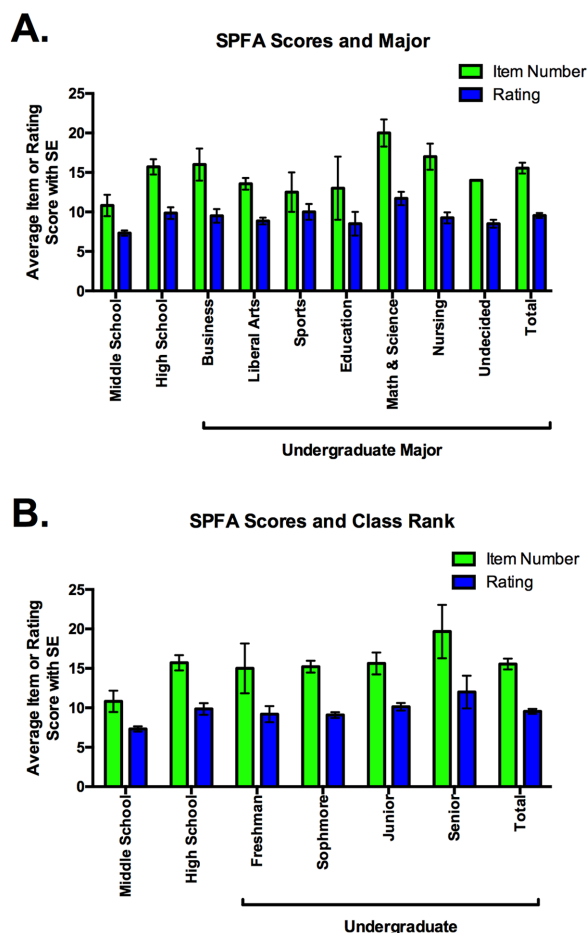 A.
SPFA Scores and Major
Item Number
Rating
Average Item or Rating
Score with SE
25
20
15
10
5
0
Middle School
High School
Business
Liberal Arts
Sports
Education
Math & Science
Nursing
Undecided
Total
Undergraduate Major
B.
SPFA Scores and Class Rank
Item Number
Rating
Average Item or Rating
Score with SE
25
20
15
10
5
0
Middle School
High School
Freshman
Sophmore
Junior
Senior
Total
Undergraduate